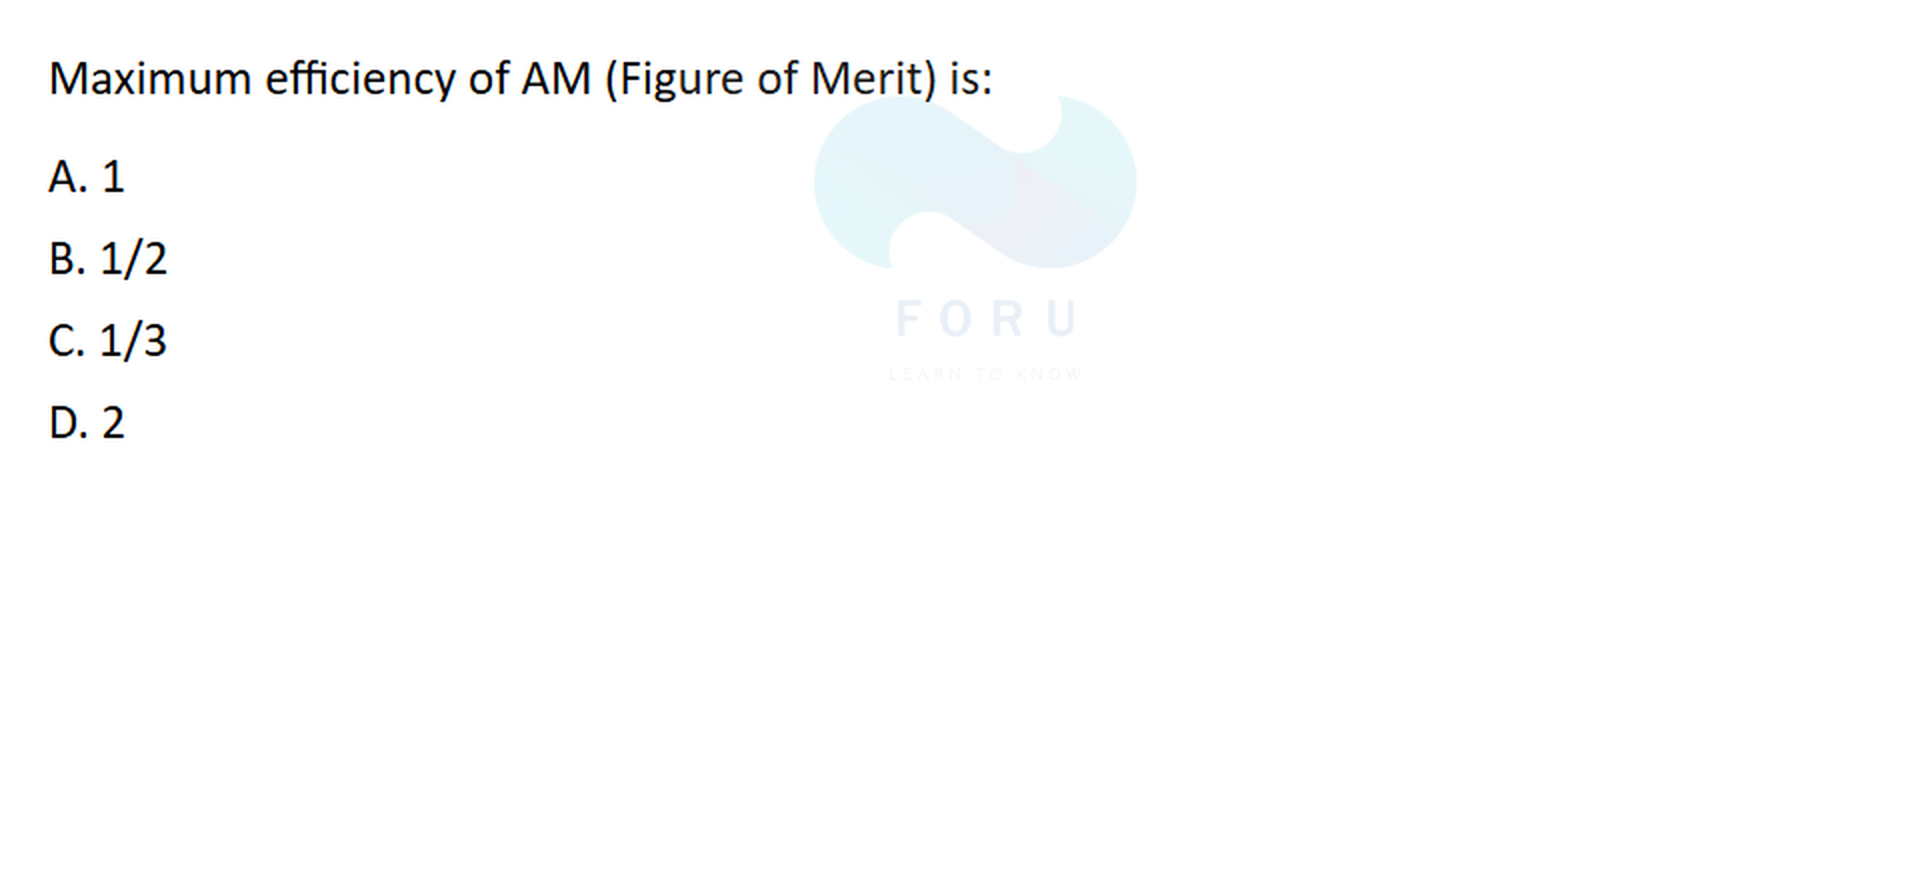 Maximum efficiency of AM (Figure of Merit) is:
A. 1
B. 1/2
C. 1/3
D. 2
FORU
LEARN TO KNOW